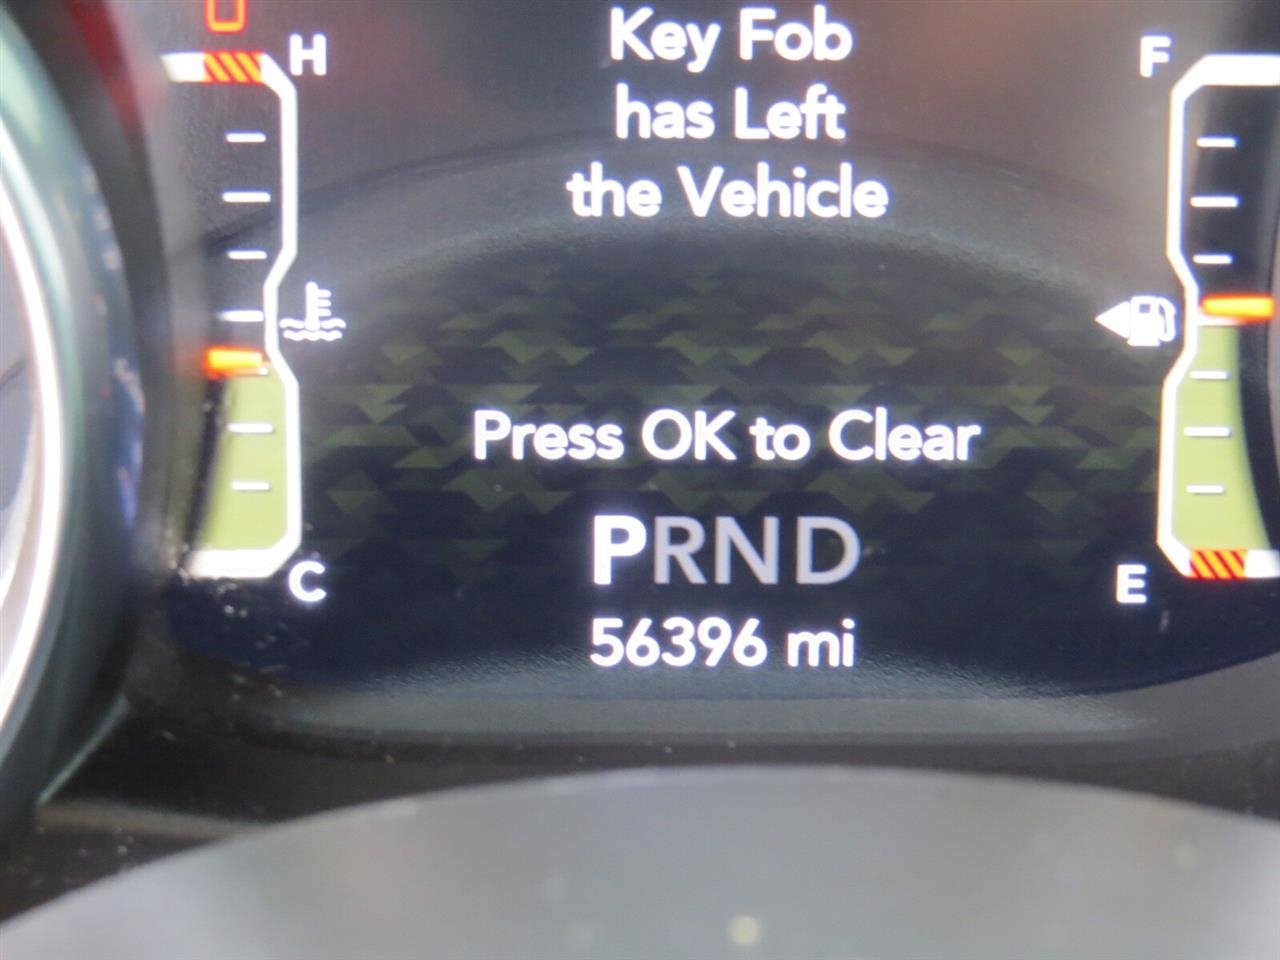 H
Key Fob
has Left
the Vehicle
F
Press OK to Clear
PRND
C
E
56396 mi